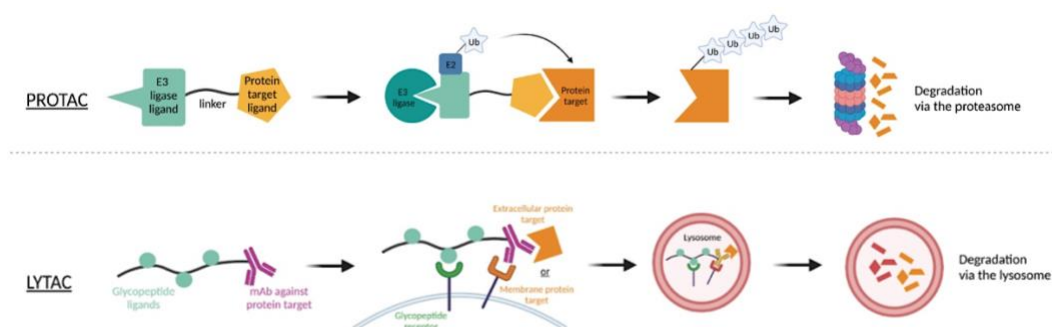 PROTAC
E3
ligase
ligand
linker
Protein
target
ligand
E3
ligase
E2
Ub
Protein
target
Ub
Ub
Ub
Ub
Degradation
via the proteasome
LYTAC
Glycopeptide
ligands
mAb against
protein target
Extracellular protein
target
or
Membrane protein
target
Glycopeptide
receptor
Lysosome
Degradation
via the lysosome